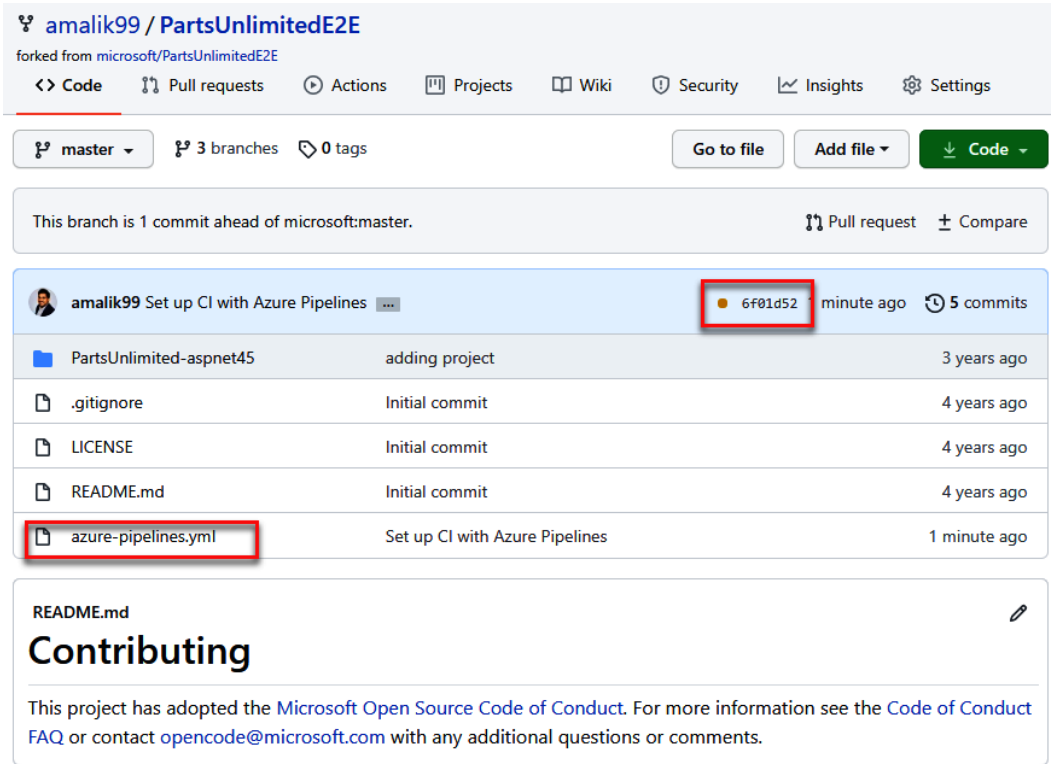 amalik99 / PartsUnlimitedE2E
forked from microsoft/PartsUnlimitedE2E
<> Code Pull requests Actions Projects Wiki Security Insights Settings
master 3 branches 0 tags Go to file Add file Code
This branch is 1 commit ahead of microsoft:master. Pull request Compare
amalik99 Set up CI with Azure Pipelines ... 6f01d52 minute ago 5 commits
PartsUnlimited-aspnet45 adding project 3 years ago
.gitignore Initial commit 4 years ago
LICENSE Initial commit 4 years ago
README.md Initial commit 4 years ago
azure-pipelines.yml Set up CI with Azure Pipelines 1 minute ago
README.md
Contributing
This project has adopted the Microsoft Open Source Code of Conduct. For more information see the Code of Conduct
FAQ or contact opencode@microsoft.com with any additional questions or comments.